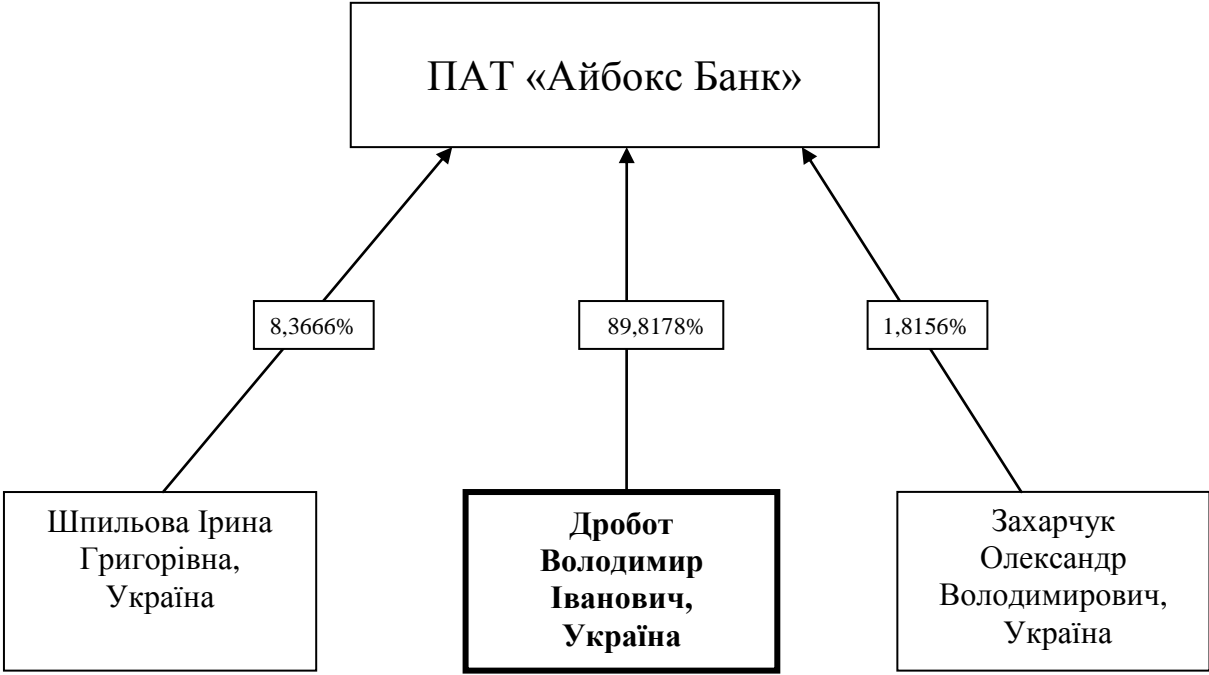 ПАТ «Айбокс Банк»
8,3666%
89,8178%
1,8156%
Шпильова Ірина
Григорівна,
Україна
Дробот
Володимир
Іванович,
Україна
Захарчук
Олександр
Володимирович,
Україна